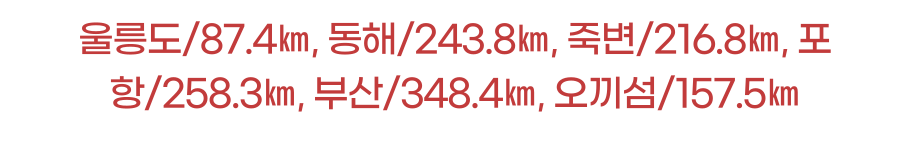 울릉도/87.4㎞, 동해/243.8㎞, 죽변/216.8㎞, 포
항/258.3㎞, 부산/348.4㎞, 오끼섬/157.5㎞